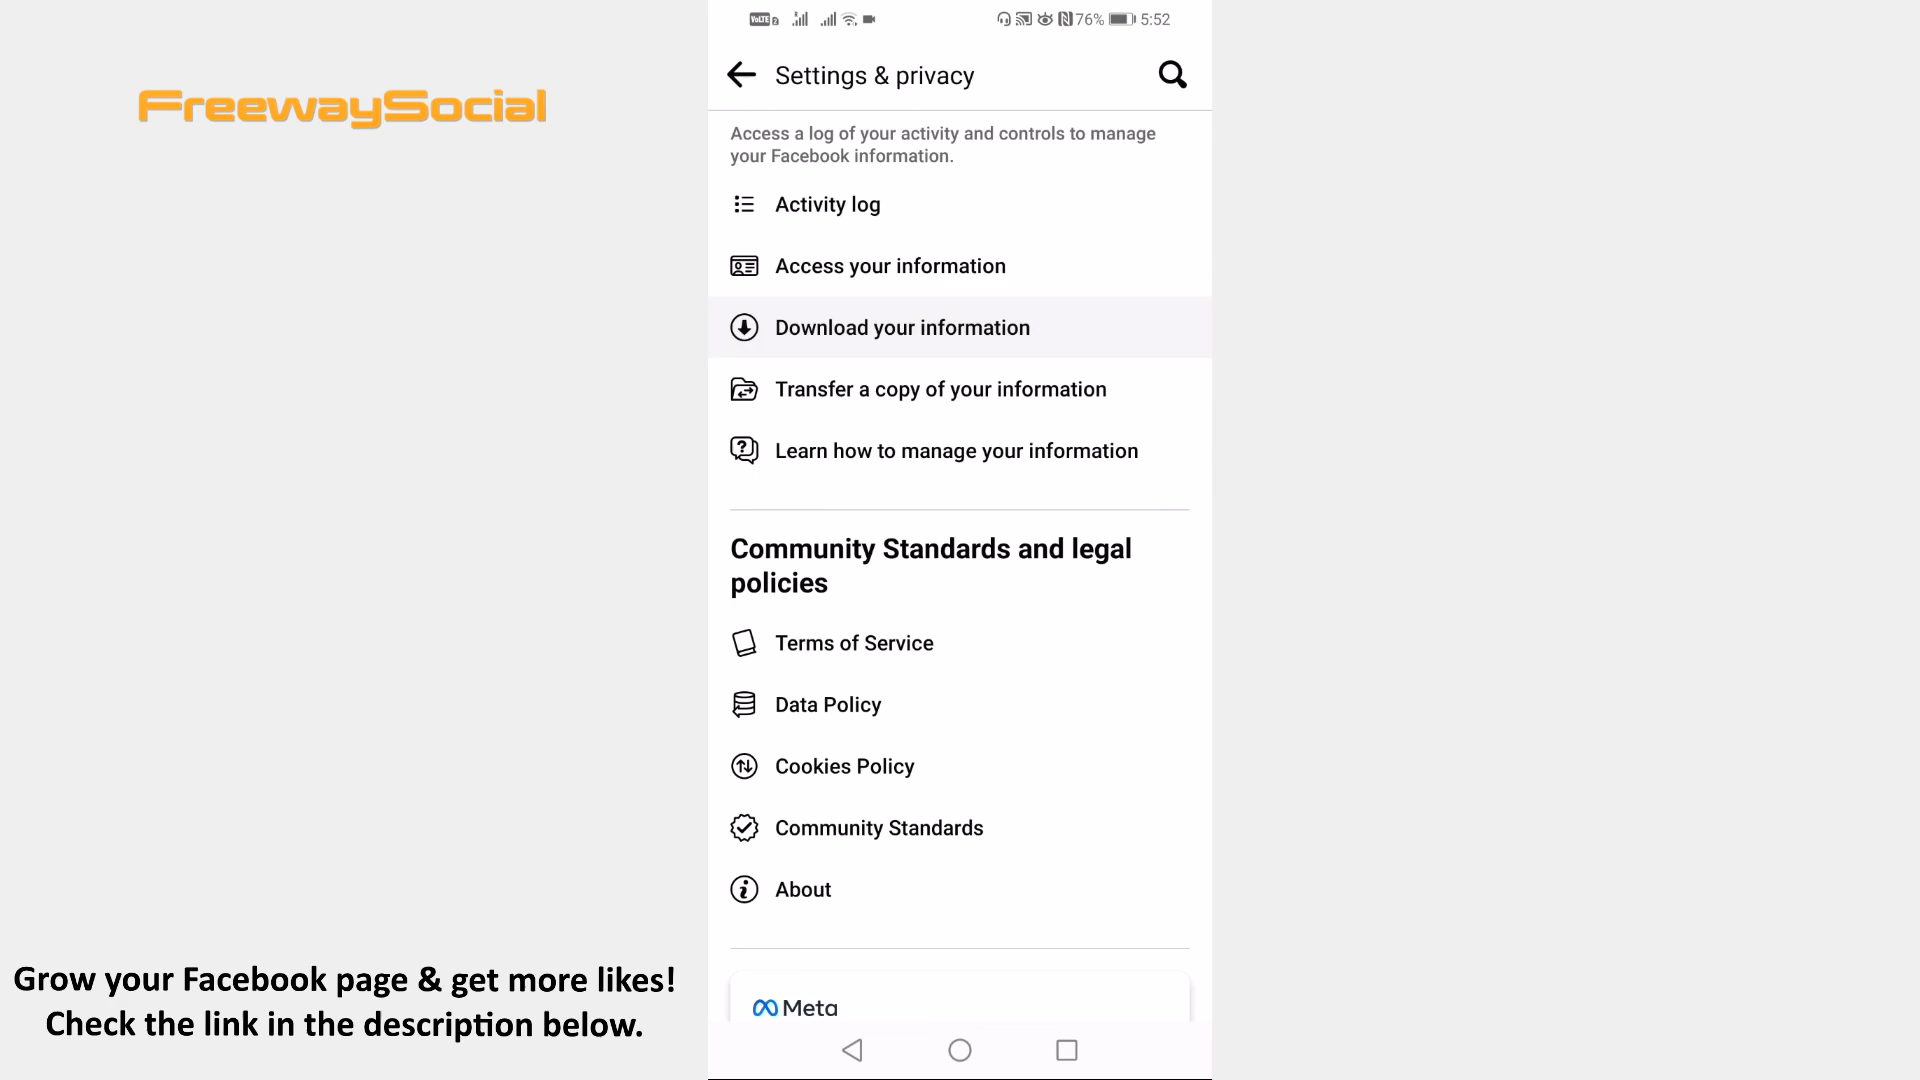 FreewaySocial
VoLTE 2
76% 5:52
Settings & privacy
Access a log of your activity and controls to manage
your Facebook information.
Activity log
Access your information
Download your information
Transfer a copy of your information
Learn how to manage your information
Community Standards and legal
policies
Terms of Service
Data Policy
Cookies Policy
Community Standards
About
Meta
Grow your Facebook page & get more likes!
Check the link in the description below.